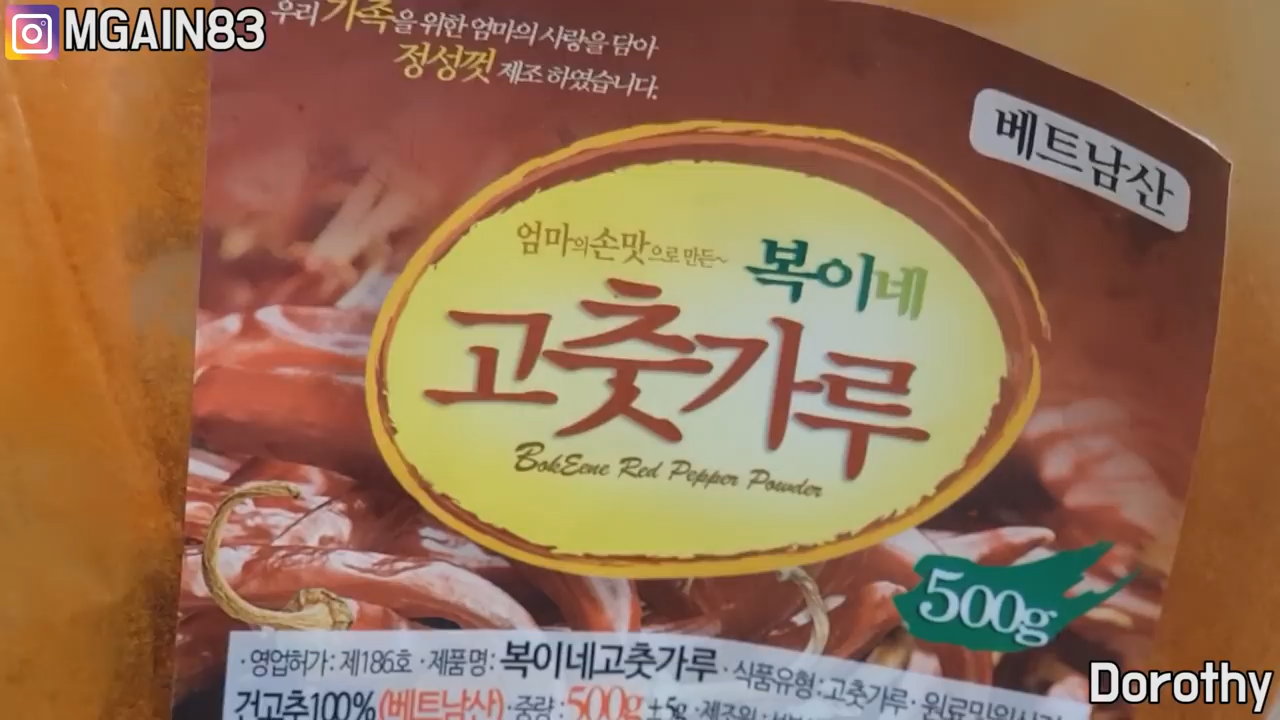 MGAIN83
우리 가족을 위한 엄마의 사랑을 담아
정성껏 제조 하였습니다.
베트남산
엄마의손맛으로 만든~
복이네
고춧가루
BokEene Red Pepper Powder
500g
·영업허가: 제186호 ·제품명: 복이네고춧가루 ·식품유형:고춧가루
건고추100% (베트남산) ·중량:500g ±5g ·제조원
Dorothy